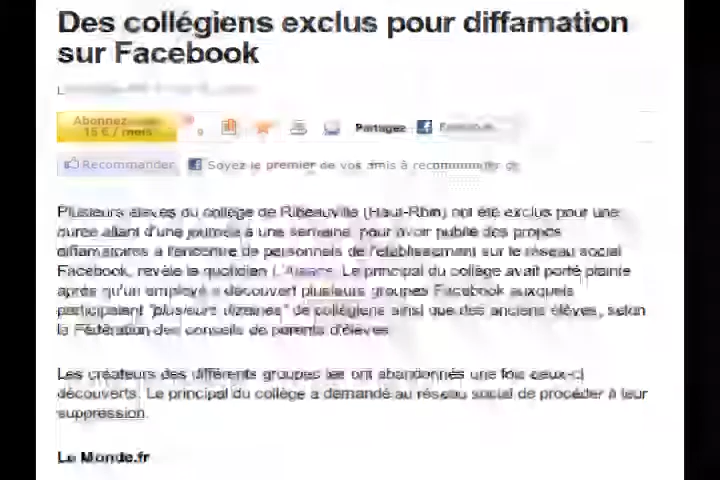 Des collégiens exclus pour diffamation
sur Facebook
Abonnez
15 € / mois
Partagez
Recommander
Soyez le premier de vos amis à recommander
Plusieurs élèves du collège de Ribeauvillé (Haut-Rhin) ont été exclus pour une
durée allant d'une journée à une semaine, pour avoir publié des propos
diffamatoires à l'encontre de personnels de l'établissement sur le réseau social
Facebook, révèle le quotidien L'Alsace. Le principal du collège avait porté plainte
après qu'un employé a découvert plusieurs groupes Facebook auxquels
participaient "plusieurs dizaines" de collégiens ainsi que des anciens élèves, selon
la Fédération des conseils de parents d'élèves.
Les créateurs des différents groupes les ont abandonnés une fois ceux-ci
découverts. Le principal du collège a demandé au réseau social de procéder à leur
suppression.
Le Monde.fr